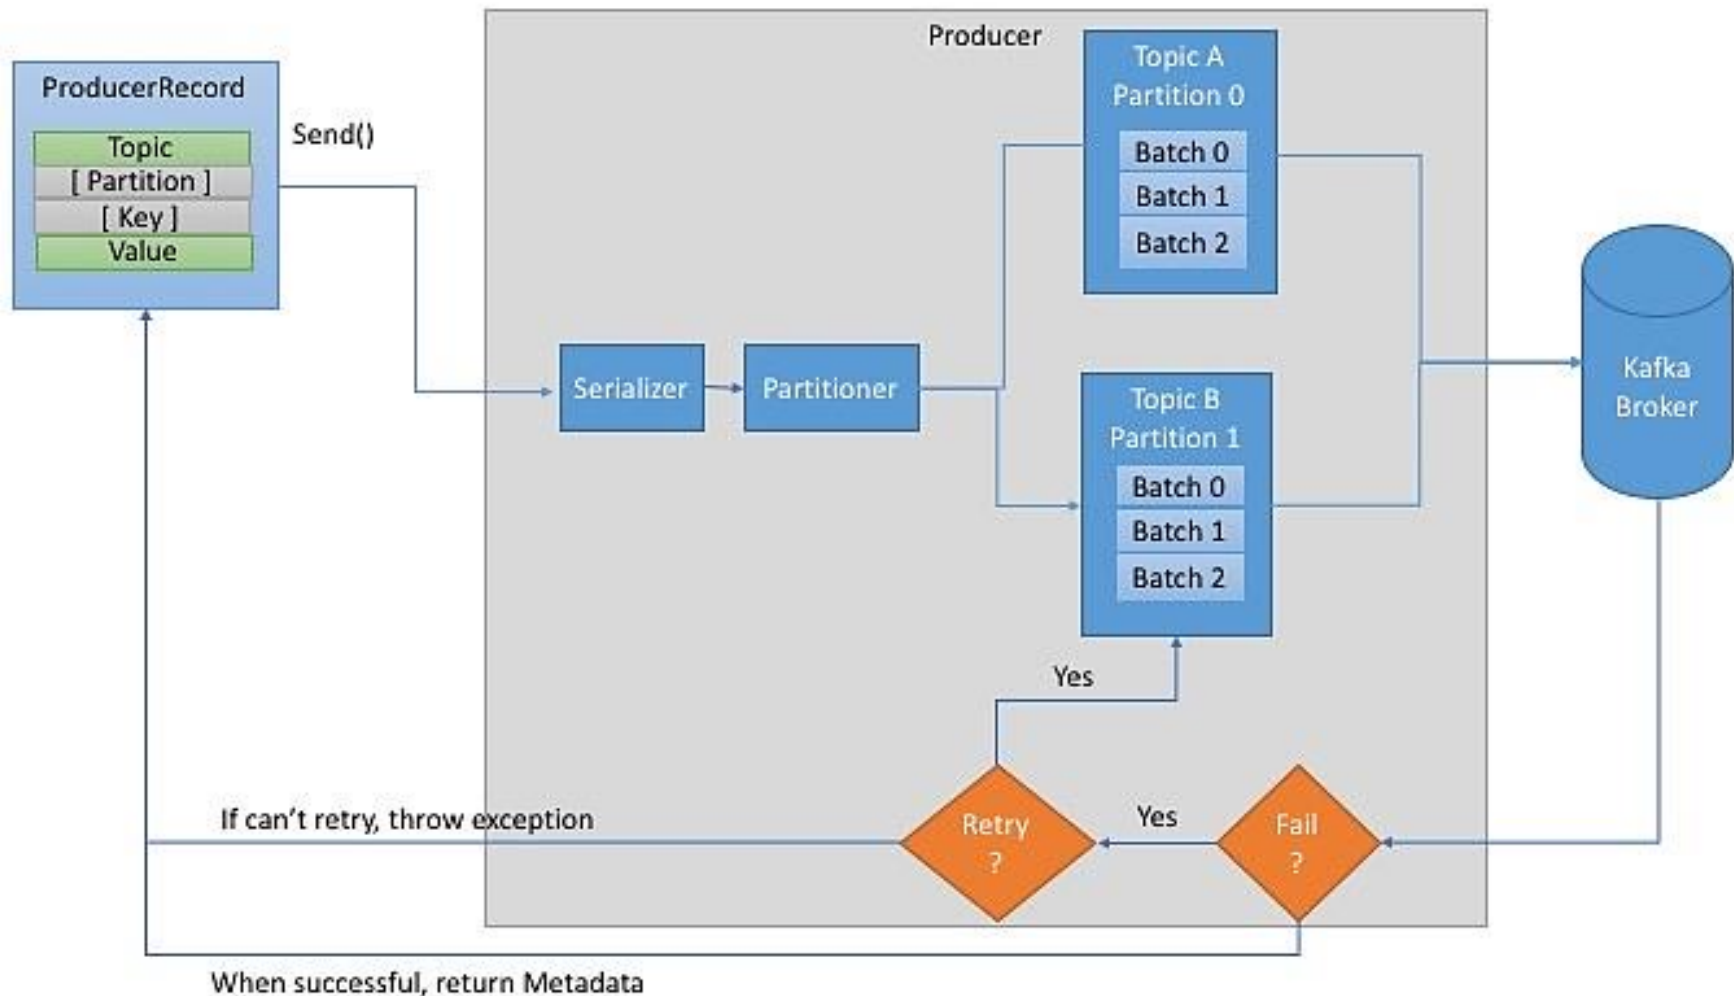 Producer
ProducerRecord
Topic
[ Partition ]
[ Key ]
Value
Send()
Serializer
Partitioner
Topic A
Partition 0
Batch 0
Batch 1
Batch 2
Topic B
Partition 1
Batch 0
Batch 1
Batch 2
Kafka
Broker
Yes
Retry
?
Yes
Fail
?
If can't retry, throw exception
When successful, return Metadata